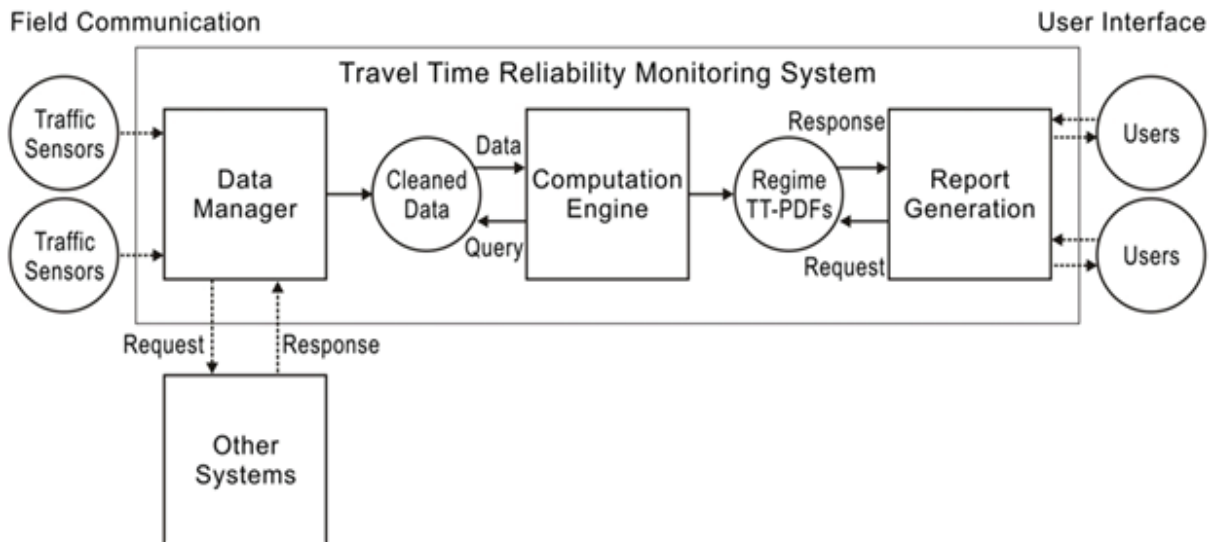 Field Communication
User Interface
Travel Time Reliability Monitoring System
Traffic
Sensors
Data
Manager
Cleaned
Data
Data
Query
Computation
Engine
Regime
TT-PDFs
Response
Request
Report
Generation
Users
Traffic
Sensors
Users
Request
Response
Other
Systems